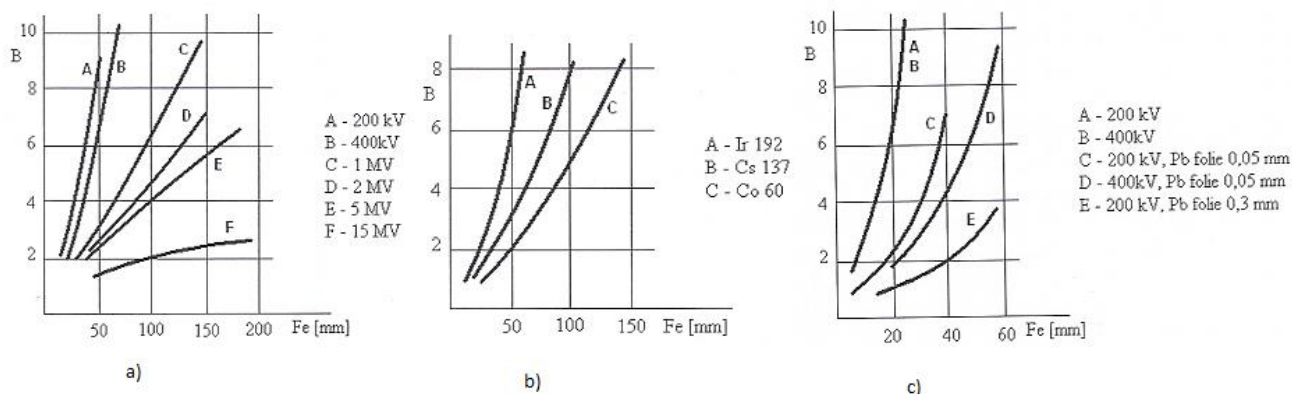 10
B
8
6
4
2
A
B
C
D
E
F
50
100
150
200
Fe [mm]
A - 200 kV
B - 400kV
C - 1 MV
D - 2 MV
E - 5 MV
F - 15 MV
a)
8
B
6
4
2
A
B
C
50
100
150
Fe [mm]
A - Ir 192
B - Cs 137
C - Co 60
b)
10
B
8
6
4
2
A
B
C
D
E
20
40
60
Fe [mm]
A - 200 kV
B - 400kV
C - 200 kV, Pb folie 0,05 mm
D - 400kV, Pb folie 0,05 mm
E - 200 kV, Pb folie 0,3 mm
c)